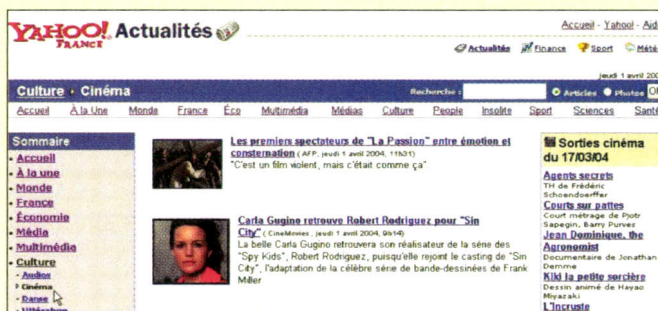 YAHOO! Actualités
FRANCE
Accueil - Yahoo! - Aid
Actualités Finance Sport Météo
jeudi 1 avril 200
Culture › Cinéma
Recherche : Articles Photos OK
Accueil À la Une Monde France Éco Multimédia Médias Culture People Insolite Sport Sciences Santé
Sommaire
• Accueil
• À la une
• Monde
• France
• Économie
• Média
• Multimédia
• Culture
- Audios
Cinéma
- Danse
- Littérature
Les premiers spectateurs de "La Passion" entre émotion et
consternation (AFP, jeudi 1 avril 2004, 11h31)
"C'est un film violent, mais c'était comme ça".
Carla Gugino retrouve Robert Rodriguez pour "Sin
City" (CineMovies, jeudi 1 avril 2004, 9h14)
La belle Carla Gugino retrouvera son réalisateur de la série des
"Spy Kids", Robert Rodriguez, puisqu'elle rejoint le casting de "Sin
City", l'adaptation de la célèbre série de bande-dessinées de Frank
Miller
Sorties cinéma
du 17/03/04
Agents secrets
TH de Frédéric
Schoendoerffer
Courts sur pattes
Court métrage de Pjotr
Sapegin, Barry Purves
Jean Dominique, the
Agronomist
Documentaire de Jonathan
Demme
Kiki la petite sorcière
Dessin animé de Hayao
Miyazaki
L'Incruste